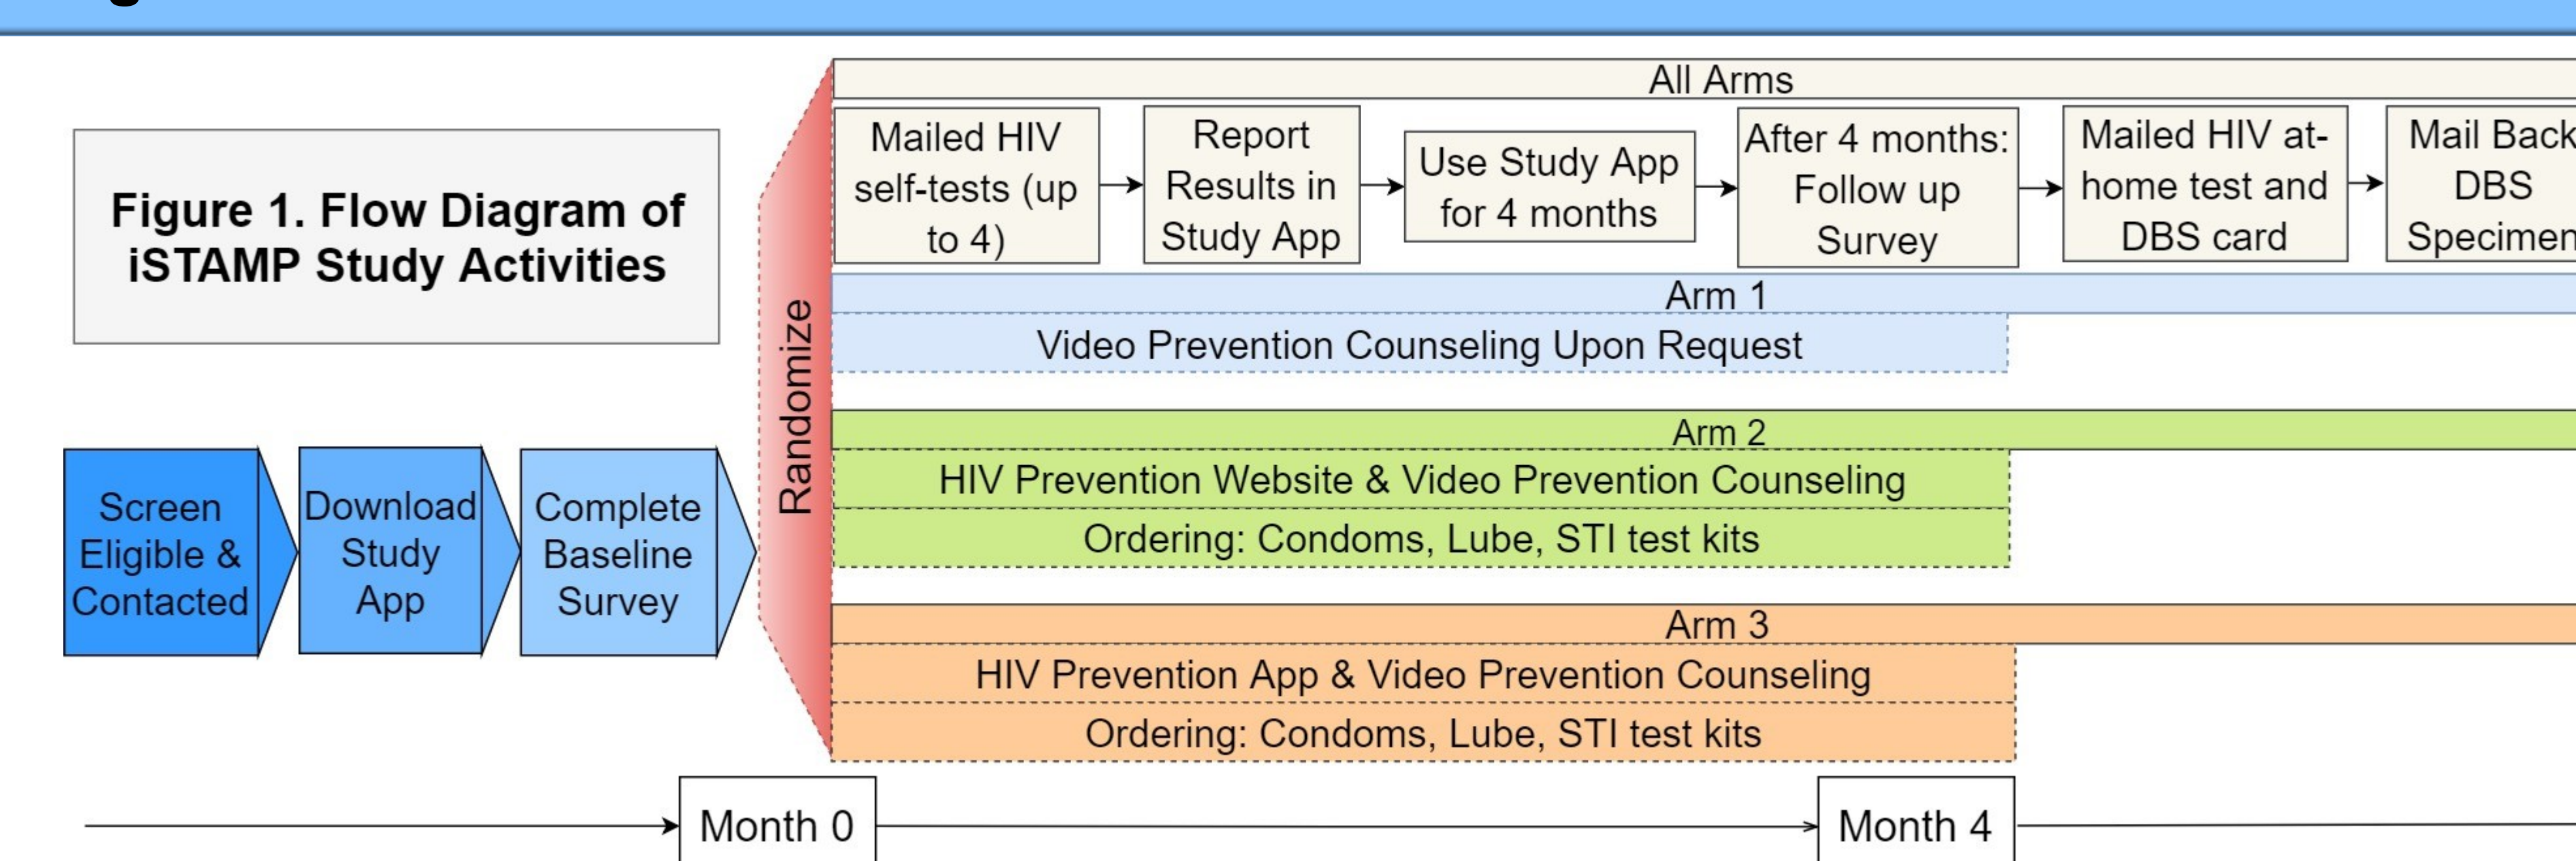 All Arms
Mailed HIV
self-tests (up
to 4)
Report
Results in
Study App
Use Study App
for 4 months
After 4 months:
Follow up
Survey
Mailed HIV at-
home test and
DBS card
Mail Back
DBS
Specimen
Figure 1. Flow Diagram of
iSTAMP Study Activities
Randomize
Arm 1
Video Prevention Counseling Upon Request
Arm 2
HIV Prevention Website & Video Prevention Counseling
Ordering: Condoms, Lube, STI test kits
Screen
Eligible &
Contacted
Download
Study
App
Complete
Baseline
Survey
Arm 3
HIV Prevention App & Video Prevention Counseling
Ordering: Condoms, Lube, STI test kits
Month 0
Month 4